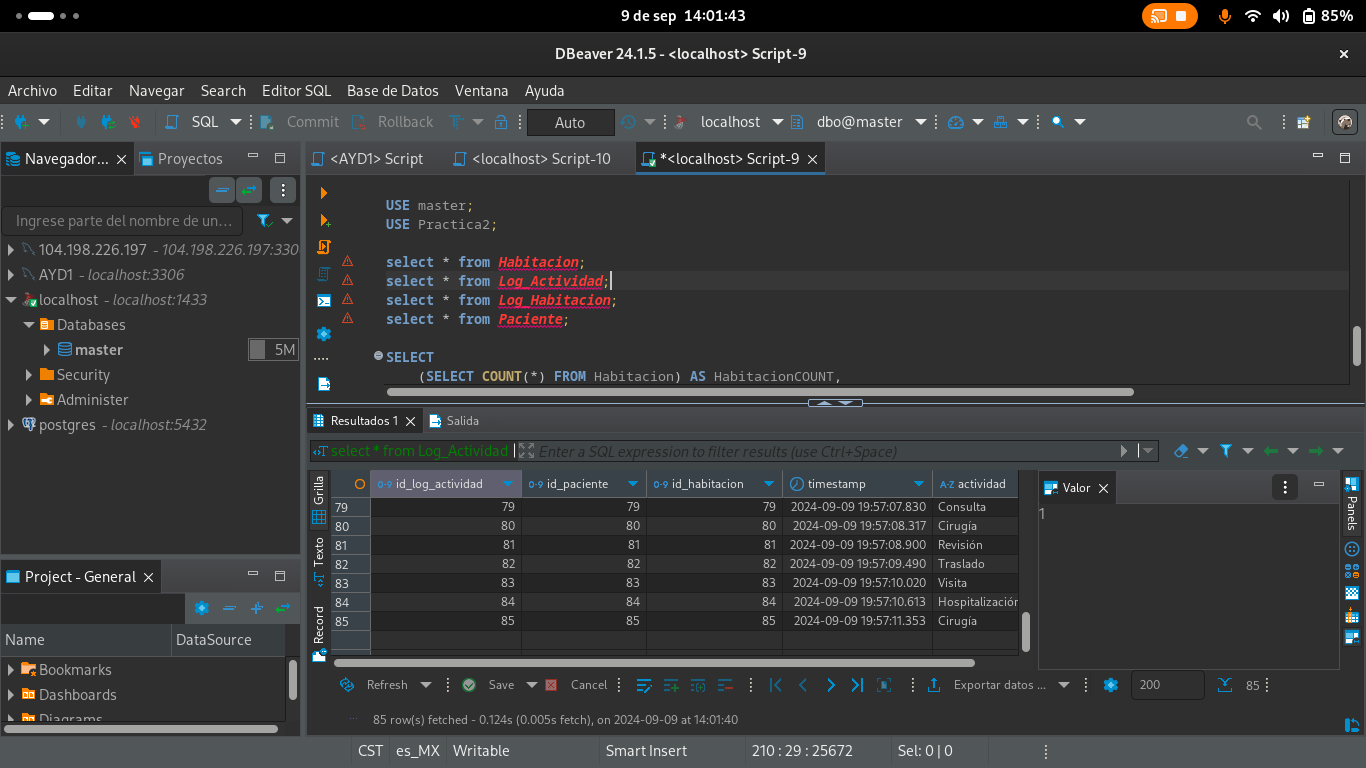 9 de sep 14:01:43
85%
DBeaver 24.1.5 - <localhost> Script-9
Archivo Editar Navegar Search Editor SQL Base de Datos Ventana Ayuda
SQL Commit Rollback Auto localhost dbo@master
Navegador... Proyectos
<AYD1> Script <localhost> Script-10 *<localhost> Script-9
Ingrese parte del nombre de un...
104.198.226.197 - 104.198.226.197:330
AYD1 - localhost:3306
localhost - localhost:1433
Databases
master 5M
Security
Administer
postgres - localhost:5432
USE master;
USE Practica2;
select * from Habitacion;
select * from Log_Actividad;
select * from Log_Habitacion;
select * from Paciente;
SELECT
(SELECT COUNT(*) FROM Habitacion) AS HabitacionCOUNT,
Project - General
Name DataSource
Bookmarks
Dashboards
Diagrams
Resultados 1 Salida
select * from Log_Actividad Enter a SQL expression to filter results (use Ctrl+Space)
Grilla
Texto
Record
id_log_actividad id_paciente id_habitacion timestamp actividad
79 79 79 79 2024-09-09 19:57:07.830 Consulta
80 80 80 80 2024-09-09 19:57:08.317 Cirugía
81 81 81 81 2024-09-09 19:57:08.900 Revisión
82 82 82 82 2024-09-09 19:57:09.490 Traslado
83 83 83 83 2024-09-09 19:57:10.020 Visita
84 84 84 84 2024-09-09 19:57:10.613 Hospitalización
85 85 85 85 2024-09-09 19:57:11.353 Cirugía
Valor
1
Panels
Refresh Save Cancel Exportar datos ... 200 85
85 row(s) fetched - 0.124s (0.005s fetch), on 2024-09-09 at 14:01:40
CST es_MX Writable Smart Insert 210 : 29 : 25672 Sel: 0 | 0